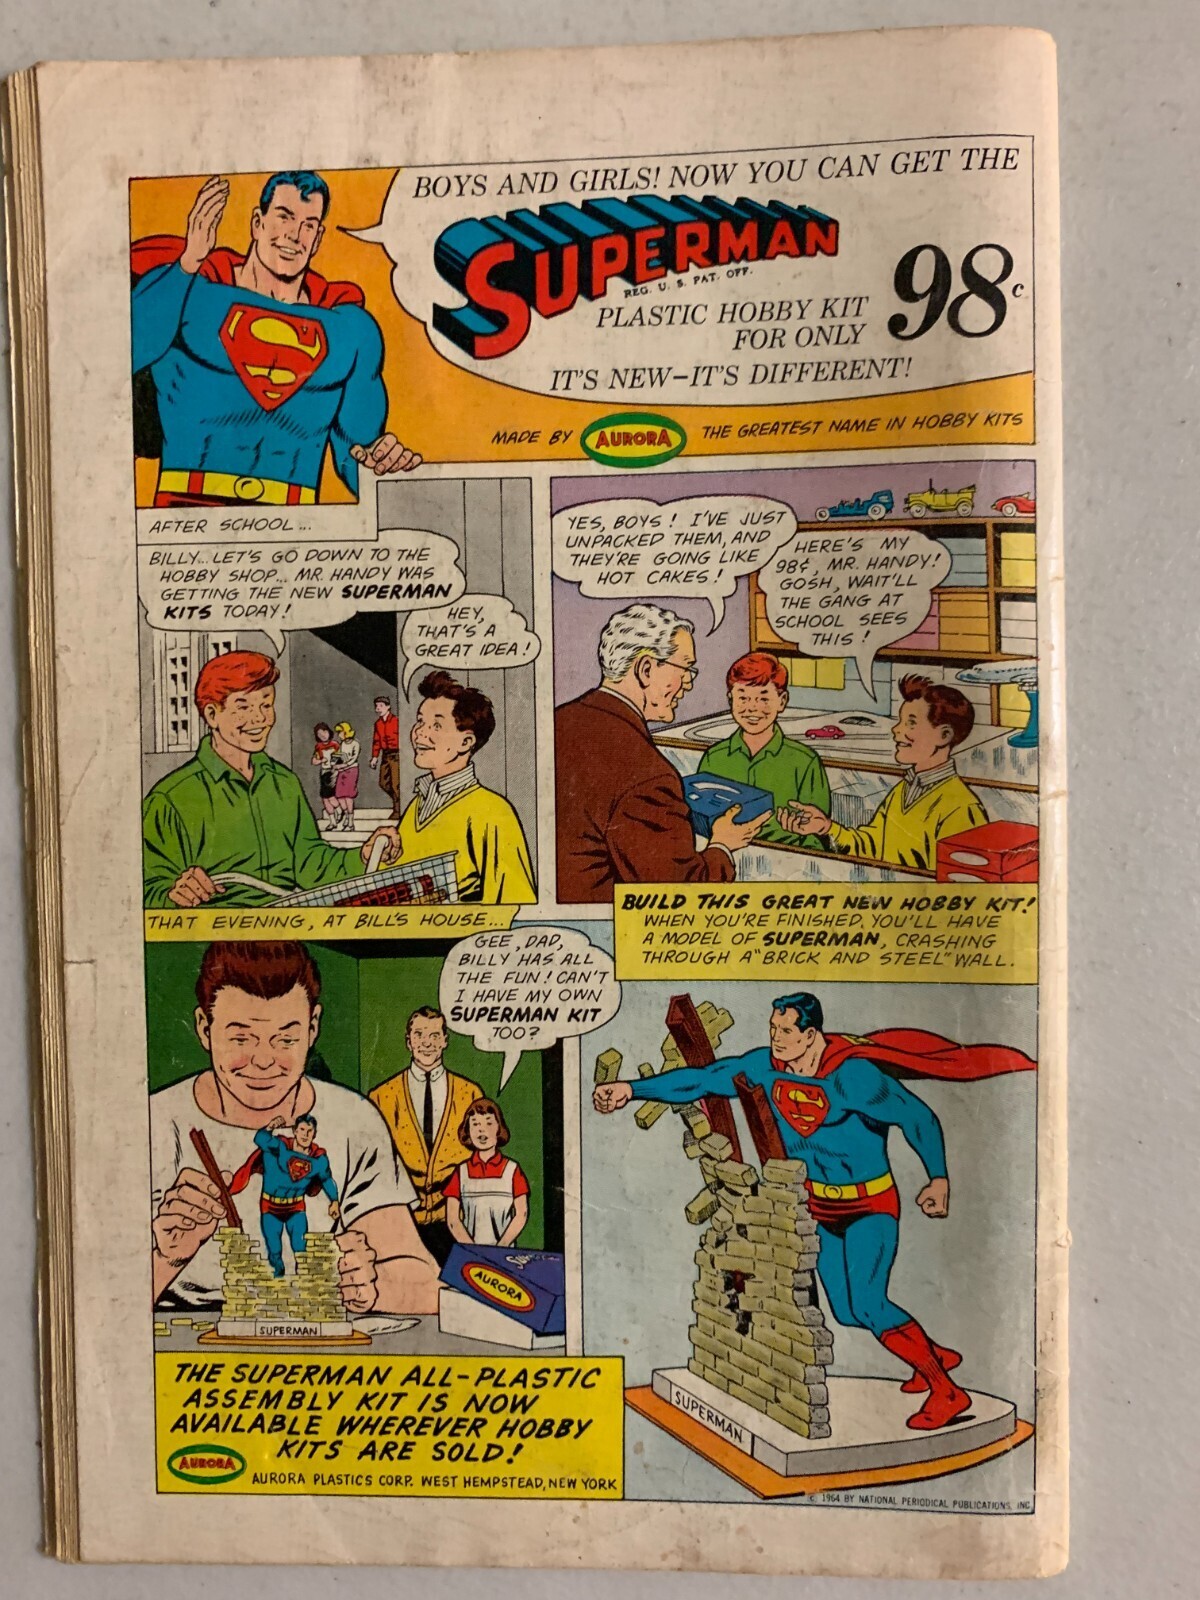 BOYS AND GIRLS! NOW YOU CAN GET THE
SUPERMAN
REG. U. S. PAT. OFF.
PLASTIC HOBBY KIT
FOR ONLY
98c
IT'S NEW-IT'S DIFFERENT!
MADE BY AURORA THE GREATEST NAME IN HOBBY KITS
AFTER SCHOOL...
BILLY...LET'S GO DOWN TO THE
HOBBY SHOP... MR. HANDY WAS
GETTING THE NEW SUPERMAN
KITS TODAY!
HEY,
THAT'S A
GREAT IDEA!
YES, BOYS! I'VE JUST
UNPACKED THEM, AND
THEY'RE GOING LIKE
HOT CAKES!
HERE'S MY
98¢, MR. HANDY!
GOSH, WAIT'LL
THE GANG AT
SCHOOL SEES
THIS!
THAT EVENING, AT BILL'S HOUSE...
GEE, DAD,
BILLY HAS ALL
THE FUN! CAN'T
I HAVE MY OWN
SUPERMAN KIT
TOO?
AURORA
SUPERMAN
BUILD THIS GREAT NEW HOBBY KIT!
WHEN YOU'RE FINISHED, YOU'LL HAVE
A MODEL OF SUPERMAN, CRASHING
THROUGH A "BRICK AND STEEL" WALL.
SUPERMAN
THE SUPERMAN ALL-PLASTIC
ASSEMBLY KIT IS NOW
AVAILABLE WHEREVER HOBBY
KITS ARE SOLD!
AURORA
AURORA PLASTICS CORP. WEST HEMPSTEAD, NEW YORK
© 1964 BY NATIONAL PERIODICAL PUBLICATIONS, INC.